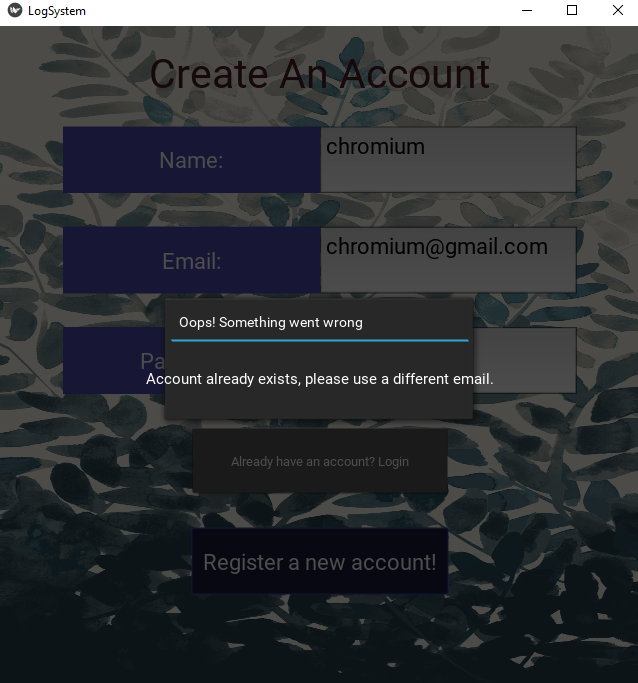 LogSystem
Create An Account
Name:
chromium
Email:
chromium@gmail.com
Oops! Something went wrong
Pa
Account already exists, please use a different email.
Already have an account? Login
Register a new account!